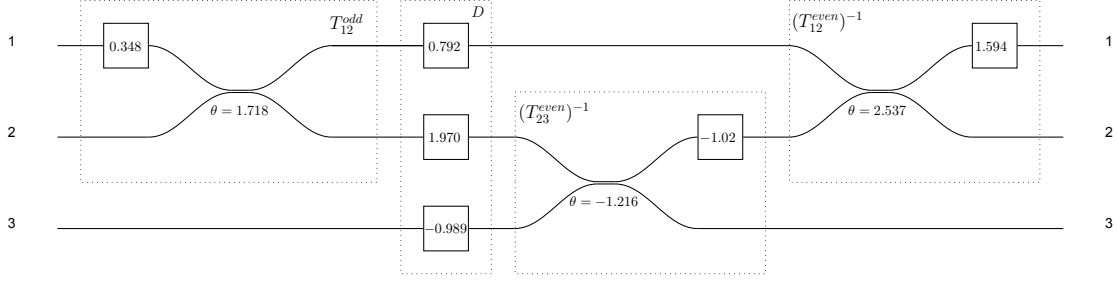 $T_{12}^{odd}$
D
$(T_{12}^{even})^{-1}$
1
0.348
0.792
1.594
1
θ = 1.718
$(T_{23}^{even})^{-1}$
θ = 2.537
2
1.970
−1.02
2
θ = −1.216
3
−0.989
3